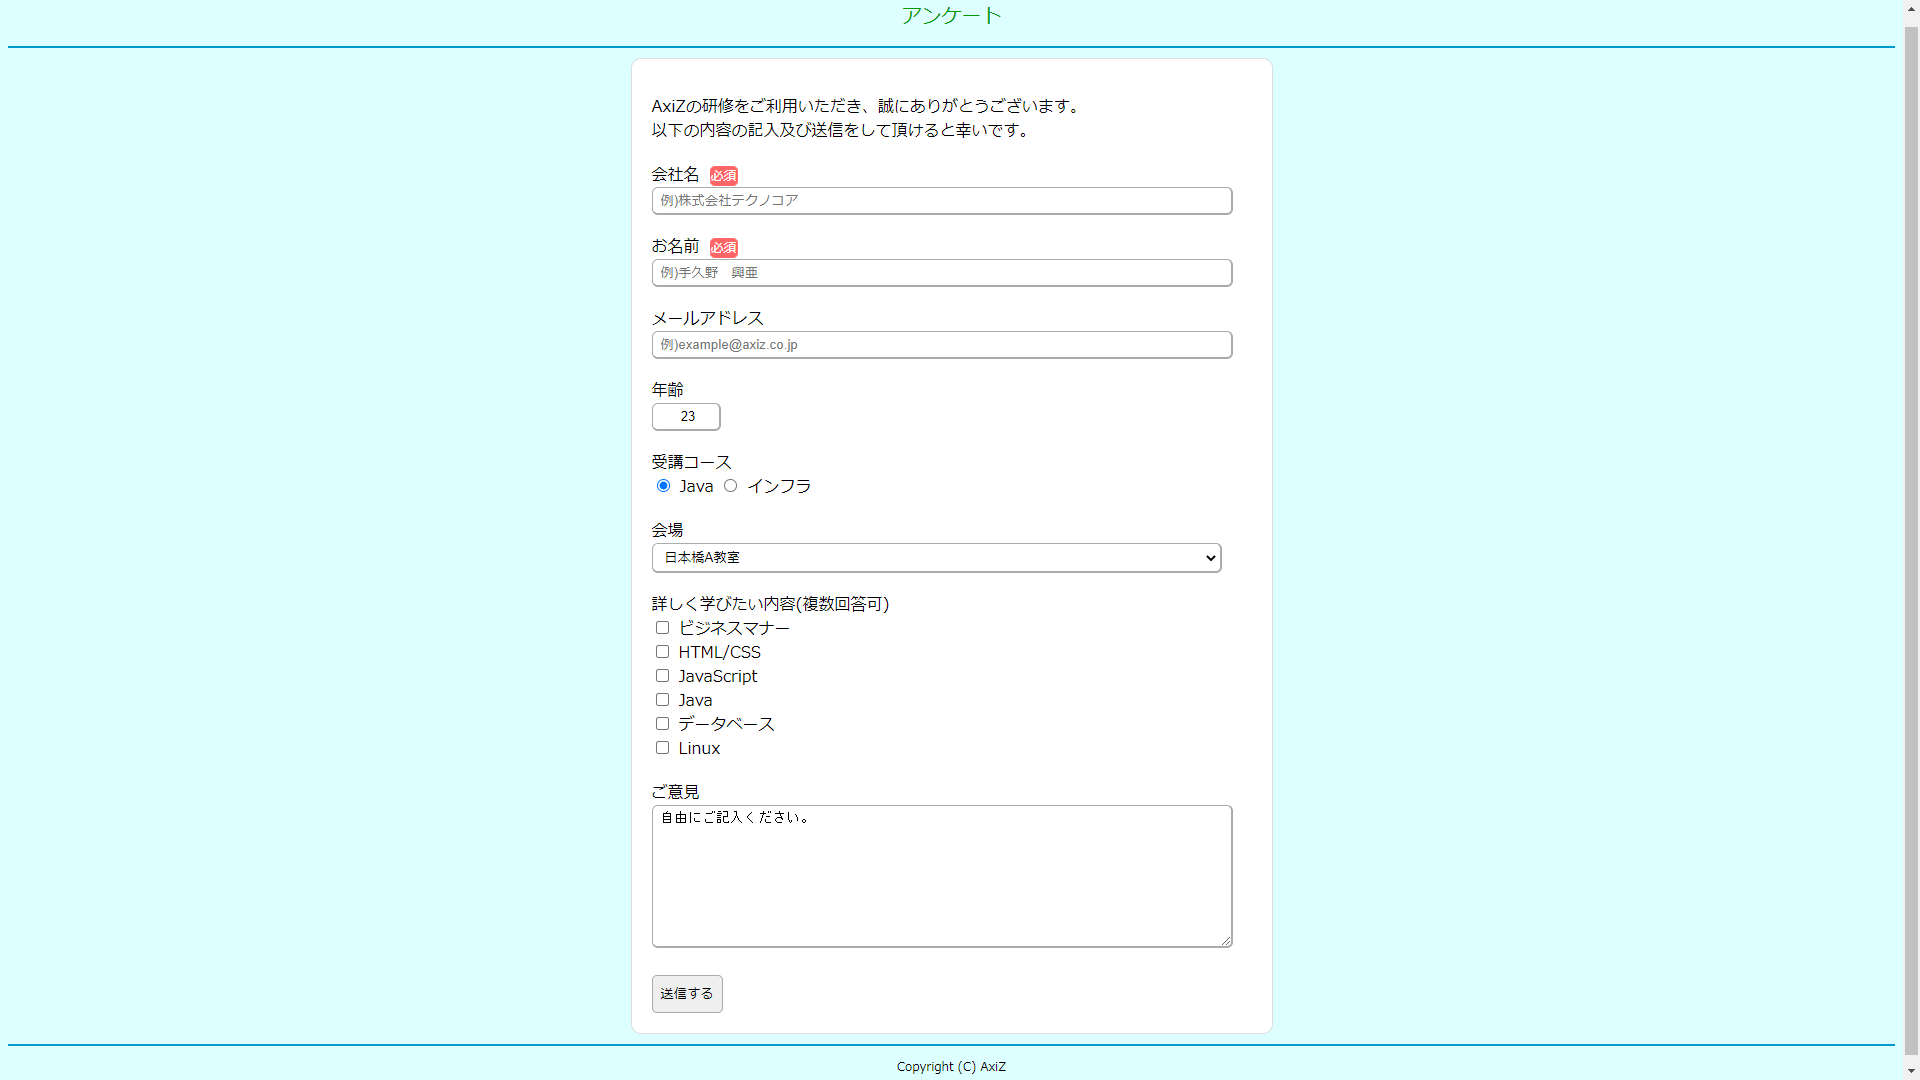 アンケート
AxiZの研修をご利用いただき、誠にありがとうございます。
以下の内容の記入及び送信をして頂けると幸いです。
会社名 必須
例)株式会社テクノコア
お名前 必須
例)手久野　興亜
メールアドレス
例)example@axiz.co.jp
年齢
23
受講コース
Java インフラ
会場
日本橋A教室
詳しく学びたい内容(複数回答可)
ビジネスマナー
HTML/CSS
JavaScript
Java
データベース
Linux
ご意見
自由にご記入ください。
送信する
Copyright (C) AxiZ